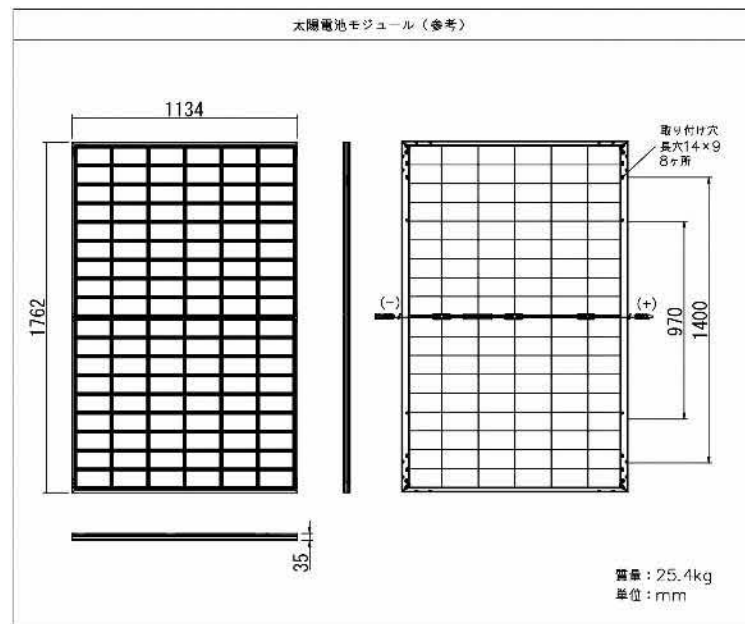 太陽電池モジュール（参考）
1134
取り付け穴
長穴14×9
8ヶ所
1762
(-)
(+)
970
1400
35
質量：25.4kg
単位：mm